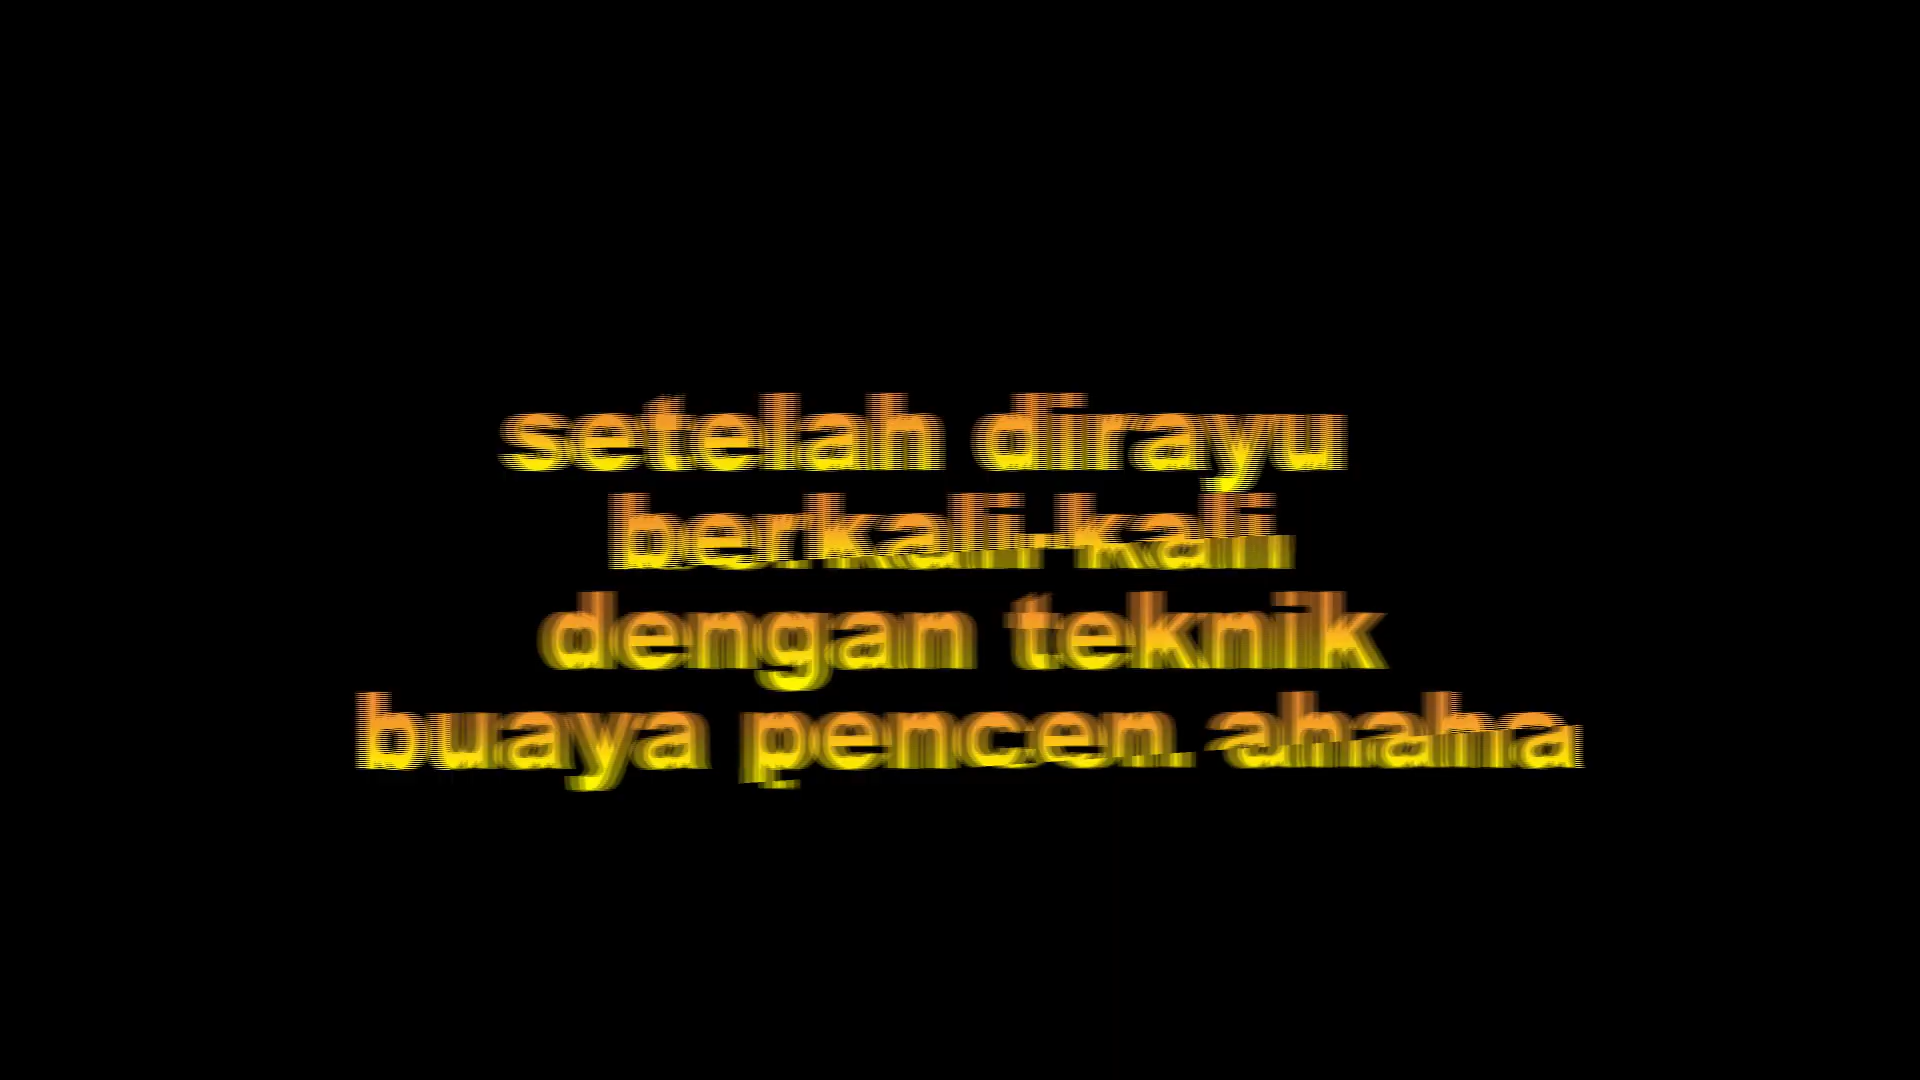 setelah dirayu
berkali-kali
dengan teknik
buaya pencen ahaha